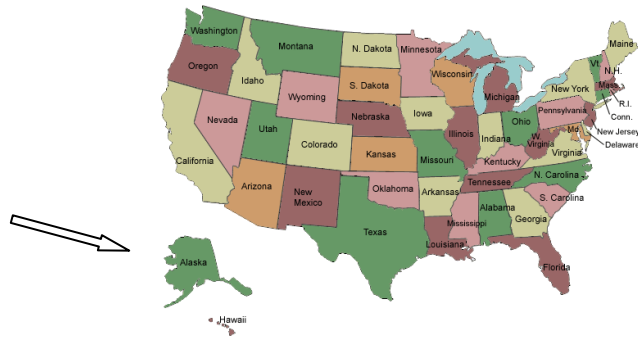 Washington
Montana
N. Dakota
Minnesota
Maine
Oregon
Idaho
Wyoming
S. Dakota
Wisconsin
Michigan
Vt.
N.H.
New York
Mass.
R.I.
Conn.
Nevada
Utah
Colorado
Nebraska
Iowa
Illinois
Indiana
Ohio
Pennsylvania
New Jersey
Md.
Delaware
California
Kansas
Missouri
W.
Virginia
Virginia
Kentucky
Arizona
New
Mexico
Oklahoma
Arkansas
Tennessee
N. Carolina
S. Carolina
Texas
Louisiana
Mississippi
Alabama
Georgia
Florida
Alaska
Hawaii